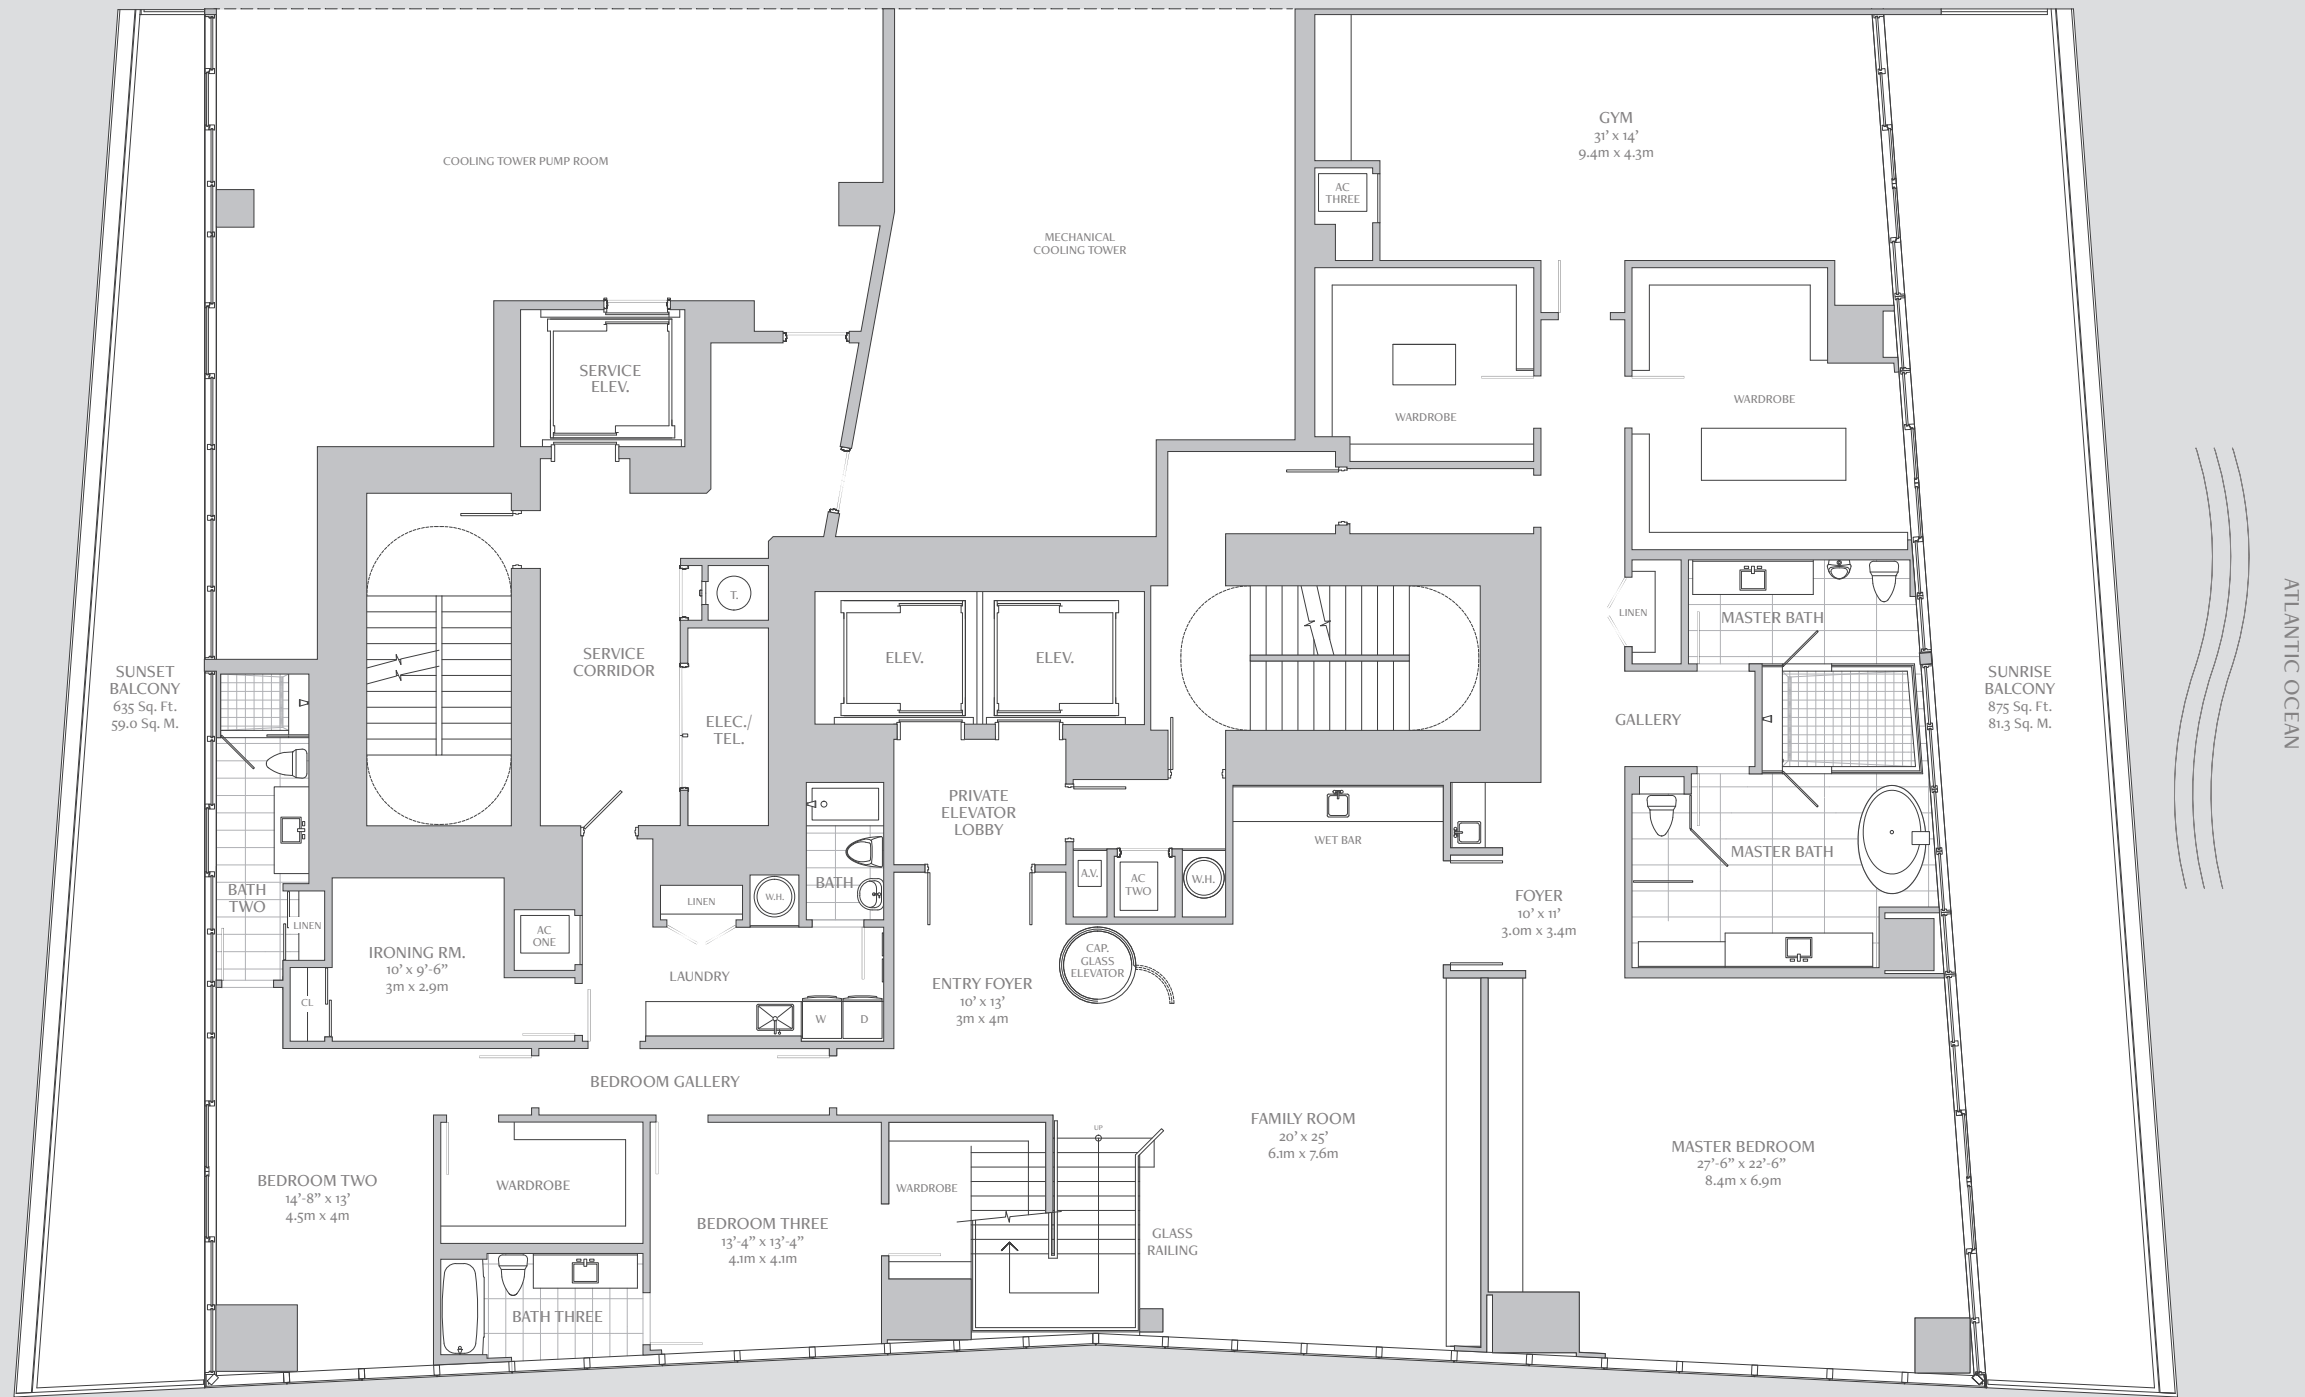 COOLING TOWER PUMP ROOM
MECHANICAL
COOLING TOWER
GYM
31’ x 14’
9.4m x 4.3m
AC
THREE
SERVICE
ELEV.
WARDROBE
WARDROBE
T.
LINEN
MASTER BATH
SUNSET
BALCONY
635 Sq. Ft.
59.0 Sq. M.
SERVICE
CORRIDOR
ELEV.
ELEV.
ELEC./
TEL.
GALLERY
SUNRISE
BALCONY
875 Sq. Ft.
81.3 Sq. M.
ATLANTIC OCEAN
PRIVATE
ELEVATOR
LOBBY
WET BAR
MASTER BATH
BATH
TWO
LINEN
IRONING RM.
10’ x 9’-6”
3m x 2.9m
CL
AC
ONE
LINEN
W.H.
BATH
A.V.
AC
TWO
W.H.
FOYER
10’ x 11’
3.0m x 3.4m
LAUNDRY
W
D
ENTRY FOYER
10’ x 13’
3m x 4m
CAP.
GLASS
ELEVATOR
BEDROOM GALLERY
FAMILY ROOM
20’ x 25’
6.1m x 7.6m
UP
MASTER BEDROOM
27’-6” x 22’-6”
8.4m x 6.9m
BEDROOM TWO
14’-8” x 13’
4.5m x 4m
WARDROBE
BEDROOM THREE
13’-4” x 13’-4”
4.1m x 4.1m
WARDROBE
GLASS
RAILING
BATH THREE